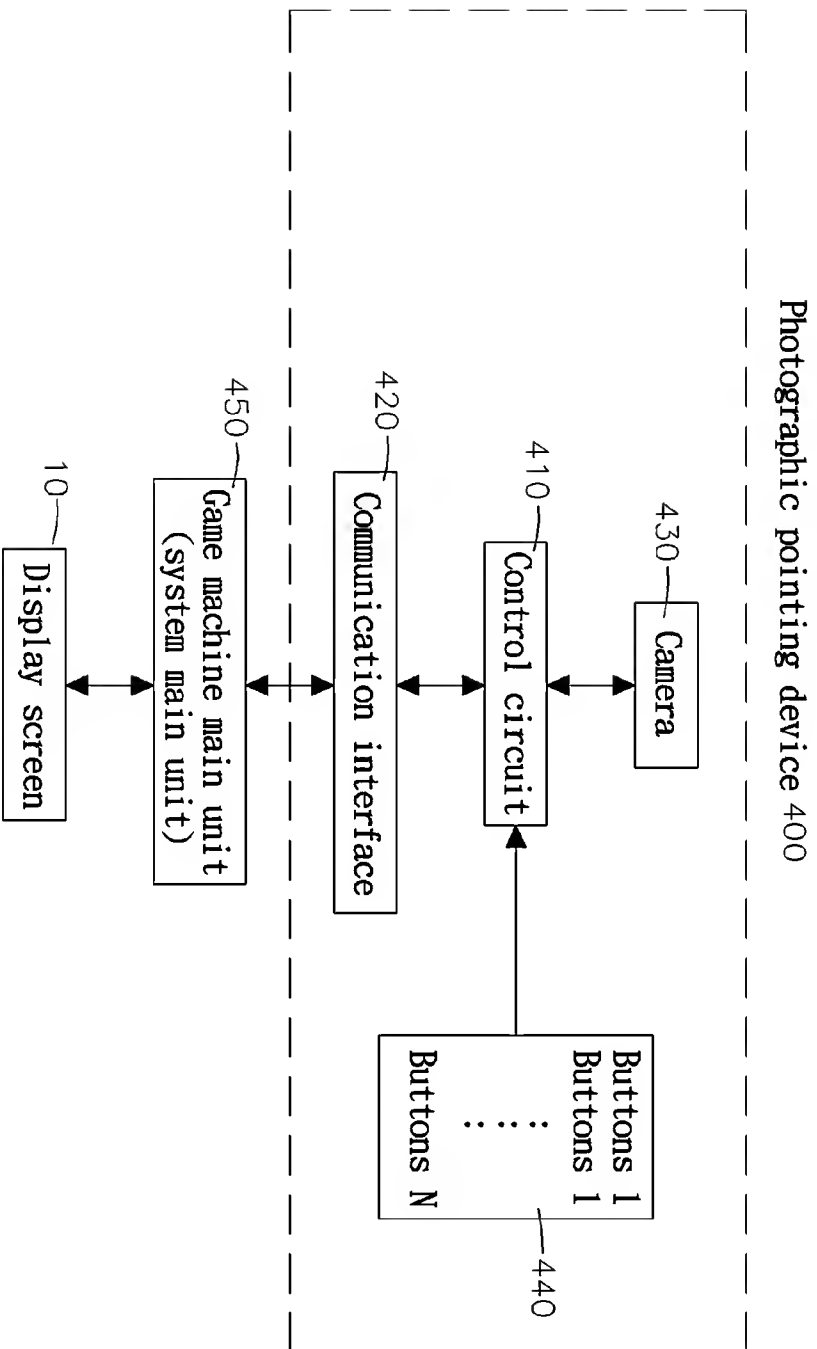 Photographic pointing device 400
430
Camera
410
Control circuit
Buttons 1
Buttons 1
......
Buttons N
440
420
Communication interface
450
Game machine main unit
(system main unit)
10
Display screen